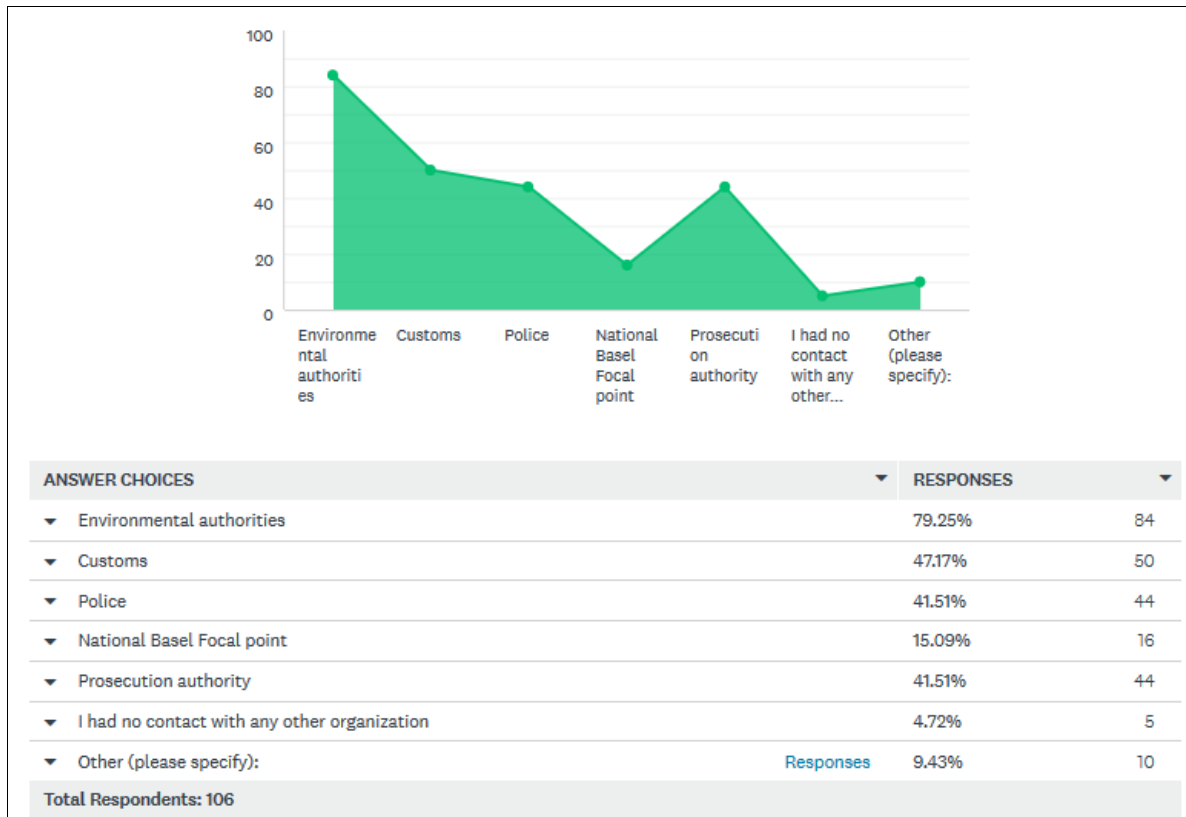 100
80
60
40
20
0
Environme
ntal
authoriti
es
Customs
Police
National
Basel
Focal
point
Prosecuti
on
authority
I had no
contact
with any
other...
Other
(please
specify):
ANSWER CHOICES RESPONSES
Environmental authorities 79.25% 84
Customs 47.17% 50
Police 41.51% 44
National Basel Focal point 15.09% 16
Prosecution authority 41.51% 44
I had no contact with any other organization 4.72% 5
Other (please specify): Responses 9.43% 10
Total Respondents: 106